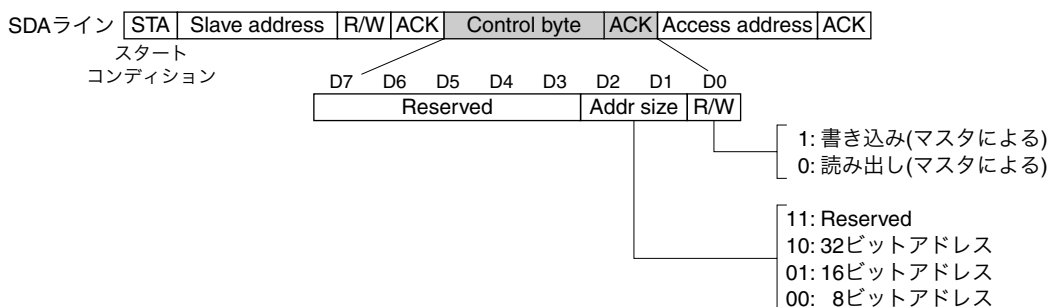 SDAライン STA Slave address R/W ACK Control byte ACK Access address ACK
スタート
コンディション
D7 D6 D5 D4 D3 D2 D1 D0
Reserved Addr size R/W
1: 書き込み(マスタによる)
0: 読み出し(マスタによる)
11: Reserved
10: 32ビットアドレス
01: 16ビットアドレス
00: 8ビットアドレス